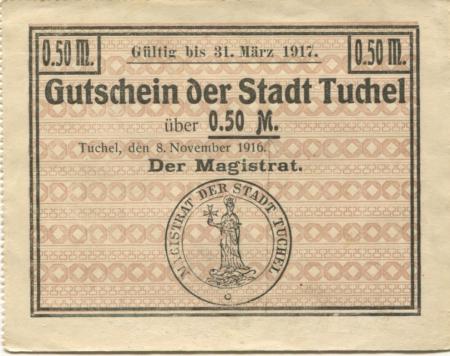 0.50 M. Gültig bis 31. März 1917. 0.50 M.
Gutschein der Stadt Tuchel
über 0.50 M.
Tuchel, den 8. November 1916.
Der Magistrat.
MAGISTRAT DER STADT TUCHEL